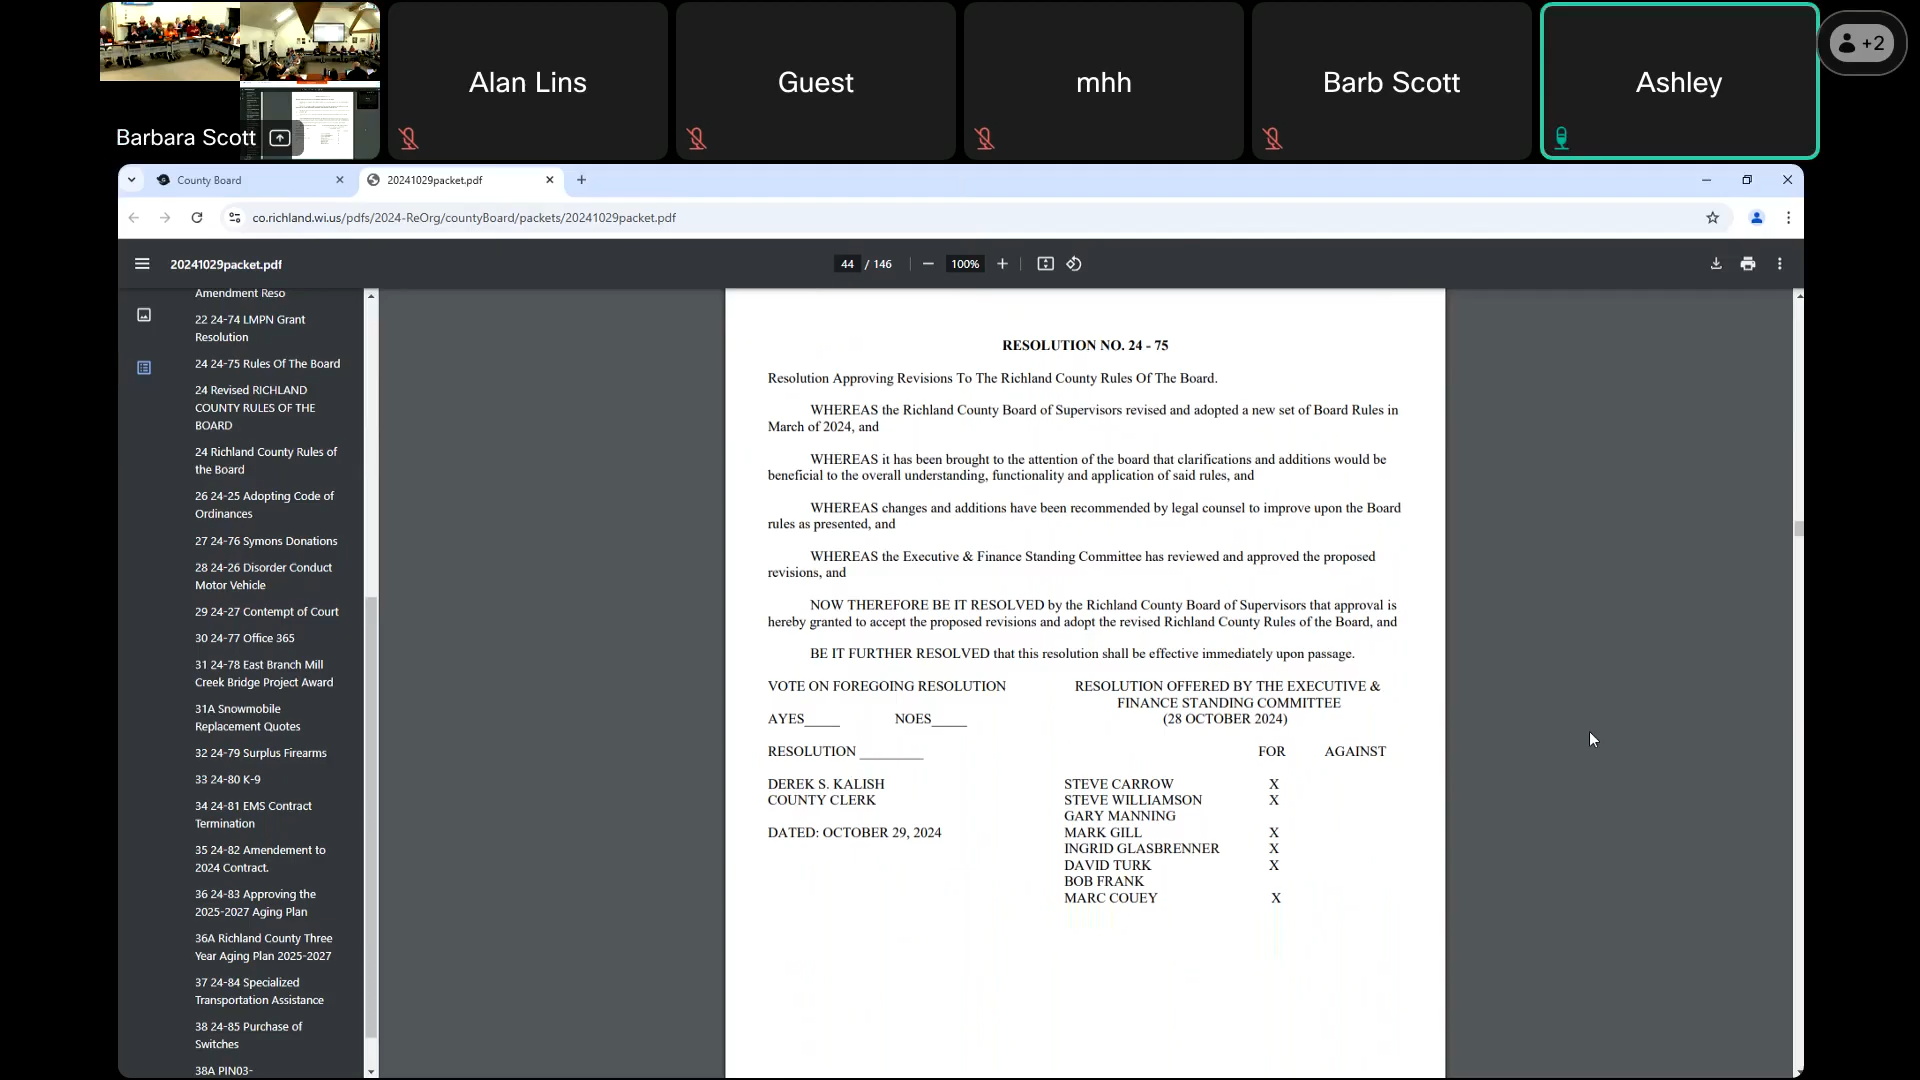 Barbara Scott
Alan Lins
Guest
mhh
Barb Scott
Ashley
+2
County Board
20241029packet.pdf
co.richland.wi.us/pdfs/2024-ReOrg/countyBoard/packets/20241029packet.pdf
20241029packet.pdf
44 / 146
100%
Amendment Reso
22 24-74 LMPN Grant
Resolution
24 24-75 Rules Of The Board
24 Revised RICHLAND
COUNTY RULES OF THE
BOARD
24 Richland County Rules of
the Board
26 24-25 Adopting Code of
Ordinances
27 24-76 Symons Donations
28 24-26 Disorder Conduct
Motor Vehicle
29 24-27 Contempt of Court
30 24-77 Office 365
31 24-78 East Branch Mill
Creek Bridge Project Award
31A Snowmobile
Replacement Quotes
32 24-79 Surplus Firearms
33 24-80 K-9
34 24-81 EMS Contract
Termination
35 24-82 Amendement to
2024 Contract.
36 24-83 Approving the
2025-2027 Aging Plan
36A Richland County Three
Year Aging Plan 2025-2027
37 24-84 Specialized
Transportation Assistance
38 24-85 Purchase of
Switches
38A PIN03-
RESOLUTION NO. 24 - 75
Resolution Approving Revisions To The Richland County Rules Of The Board.
WHEREAS the Richland County Board of Supervisors revised and adopted a new set of Board Rules in
March of 2024, and
WHEREAS it has been brought to the attention of the board that clarifications and additions would be
beneficial to the overall understanding, functionality and application of said rules, and
WHEREAS changes and additions have been recommended by legal counsel to improve upon the Board
rules as presented, and
WHEREAS the Executive & Finance Standing Committee has reviewed and approved the proposed
revisions, and
NOW THEREFORE BE IT RESOLVED by the Richland County Board of Supervisors that approval is
hereby granted to accept the proposed revisions and adopt the revised Richland County Rules of the Board, and
BE IT FURTHER RESOLVED that this resolution shall be effective immediately upon passage.
VOTE ON FOREGOING RESOLUTION
AYES_____ NOES_____
RESOLUTION _________
DEREK S. KALISH
COUNTY CLERK
DATED: OCTOBER 29, 2024
RESOLUTION OFFERED BY THE EXECUTIVE &
FINANCE STANDING COMMITTEE
(28 OCTOBER 2024)
FOR AGAINST
STEVE CARROW X
STEVE WILLIAMSON X
GARY MANNING
MARK GILL X
INGRID GLASBRENNER X
DAVID TURK X
BOB FRANK
MARC COUEY X